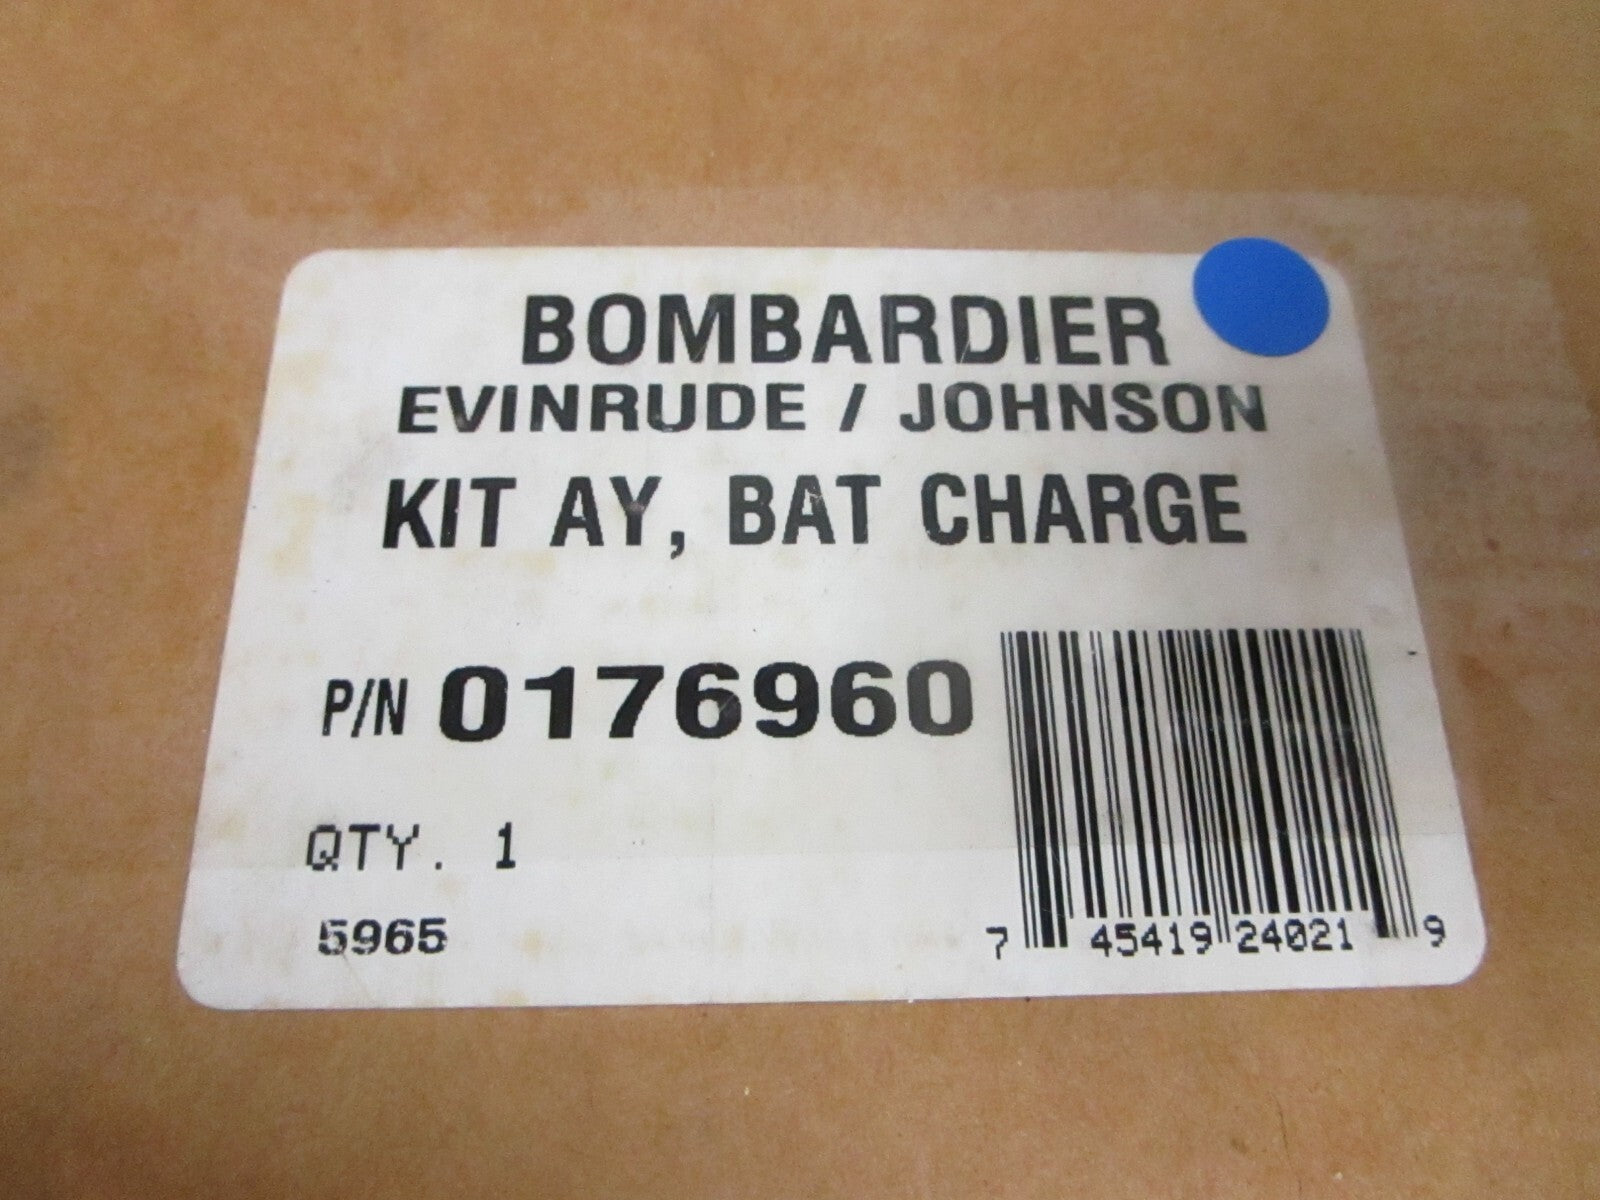 BOMBARDIER
EVINRUDE / JOHNSON
KIT AY, BAT CHARGE
P/N 0176960
QTY. 1
5965
7 45419 24021 9